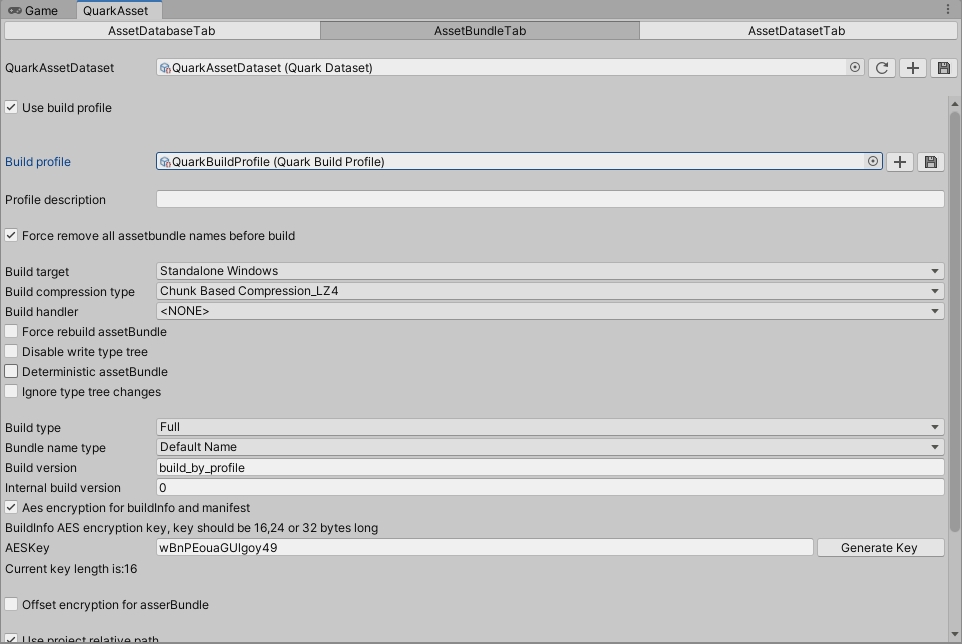 Game QuarkAsset
AssetDatabaseTab AssetBundleTab AssetDatasetTab
QuarkAssetDataset QuarkAssetDataset (Quark Dataset)
Use build profile
Build profile QuarkBuildProfile (Quark Build Profile)
Profile description
Force remove all assetbundle names before build
Build target Standalone Windows
Build compression type Chunk Based Compression_LZ4
Build handler <NONE>
Force rebuild assetBundle
Disable write type tree
Deterministic assetBundle
Ignore type tree changes
Build type Full
Bundle name type Default Name
Build version build_by_profile
Internal build version 0
Aes encryption for buildInfo and manifest
BuildInfo AES encryption key, key should be 16,24 or 32 bytes long
AESKey wBnPEouaGUlgoy49 Generate Key
Current key length is:16
Offset encryption for asserBundle
Use project relative path